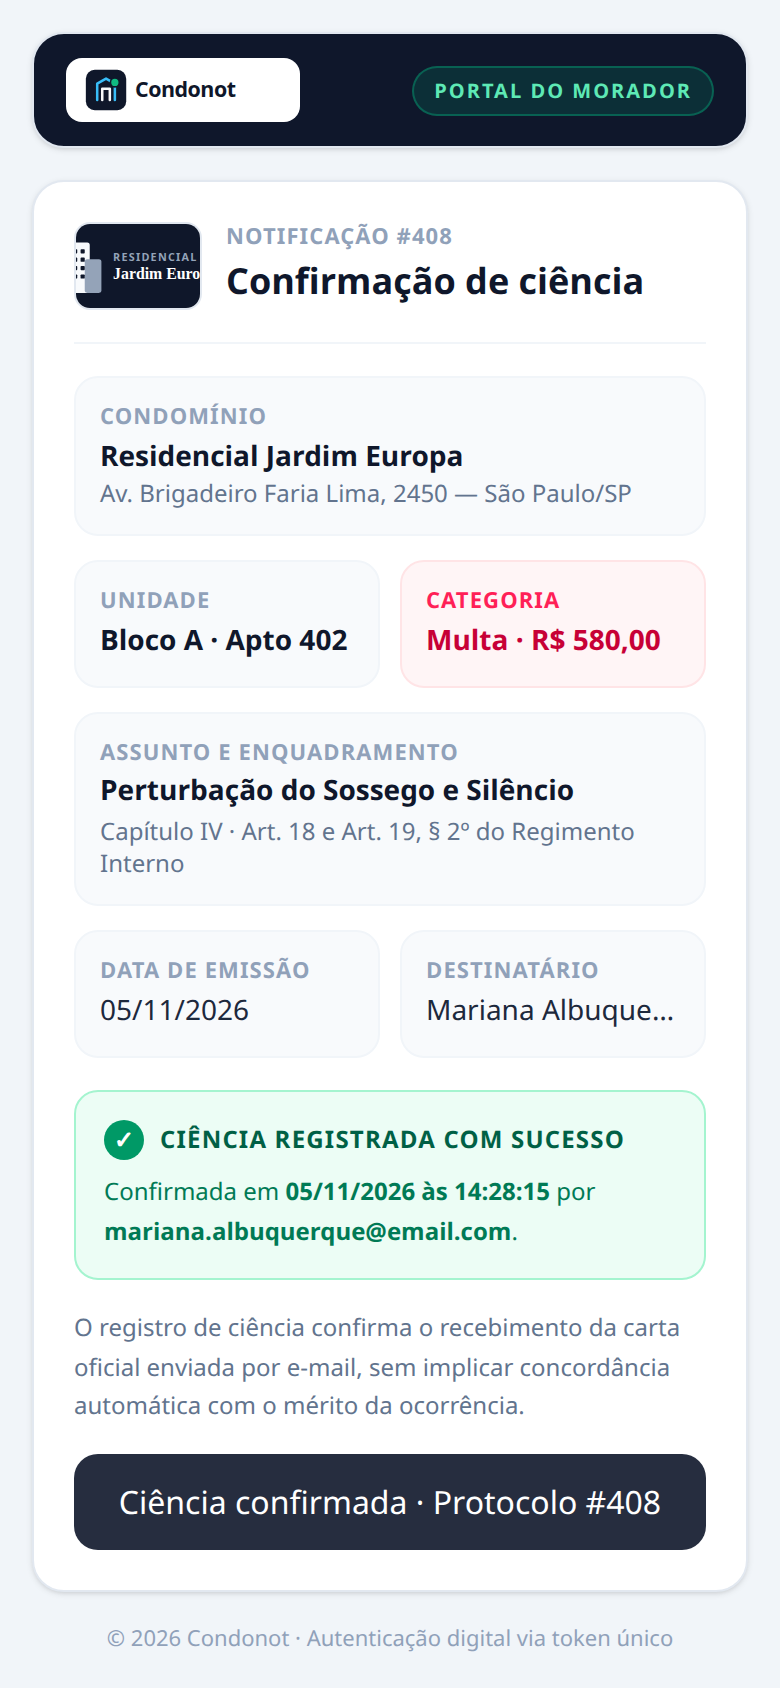 Condonot
PORTAL DO MORADOR
RESIDENCIAL
Jardim Euro
NOTIFICAÇÃO #408
Confirmação de ciência
CONDOMÍNIO
Residencial Jardim Europa
Av. Brigadeiro Faria Lima, 2450 — São Paulo/SP
UNIDADE
Bloco A · Apto 402
CATEGORIA
Multa · R$ 580,00
ASSUNTO E ENQUADRAMENTO
Perturbação do Sossego e Silêncio
Capítulo IV · Art. 18 e Art. 19, § 2º do Regimento
Interno
DATA DE EMISSÃO
05/11/2026
DESTINATÁRIO
Mariana Albuque...
✓ CIÊNCIA REGISTRADA COM SUCESSO
Confirmada em 05/11/2026 às 14:28:15 por
mariana.albuquerque@email.com.
O registro de ciência confirma o recebimento da carta
oficial enviada por e-mail, sem implicar concordância
automática com o mérito da ocorrência.
Ciência confirmada · Protocolo #408
© 2026 Condonot · Autenticação digital via token único